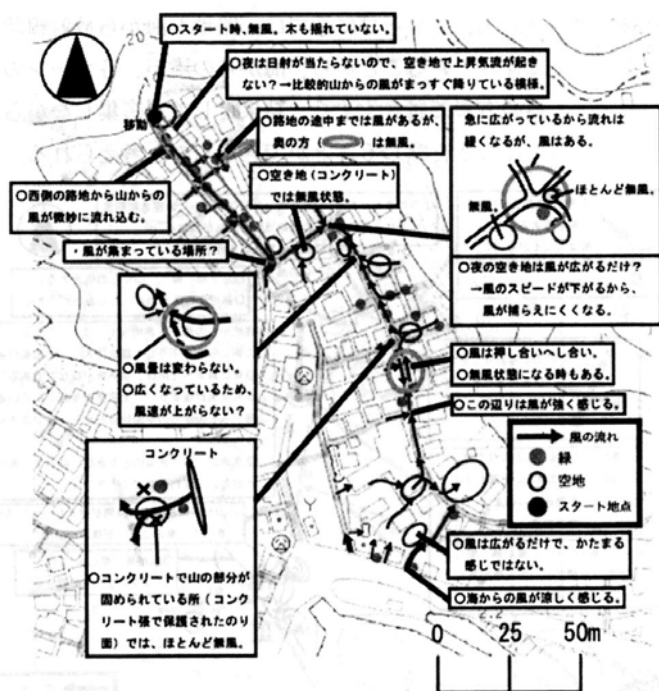 ○スタート時、無風。木も揺れていない。
○夜は日射が当たらないので、空き地で上昇気流が起き
ない?→比較的山からの風がまっすぐ降りている模様。
移動
○路地の途中までは風があるが、
奥の方( )は無風。
急に広がっているから流れは
緩くなるが、風はある。
ほとんど無風。
無風。
○夜の空き地は風が広がるだけ?
→風のスピードが下がるから、
風が捕らえにくくなる。
○西側の路地から山からの
風が微妙に流れ込む。
○空き地(コンクリート)
では無風状態。
・風が集まっている場所?
○風量は変わらない。
○広くなっているため、
風速が上がらない?
○風は押し合いへし合い。
○無風状態になる時もある。
○この辺りは風が強く感じる。
風の流れ
緑
空地
スタート地点
コンクリート
○コンクリートで山の部分が
固められている所(コンク
リート張で保護されたのり
面)では、ほとんど無風。
○風は広がるだけで、かたまる
感じではない。
○海からの風が涼しく感じる。
2.2
0 25 50m
20